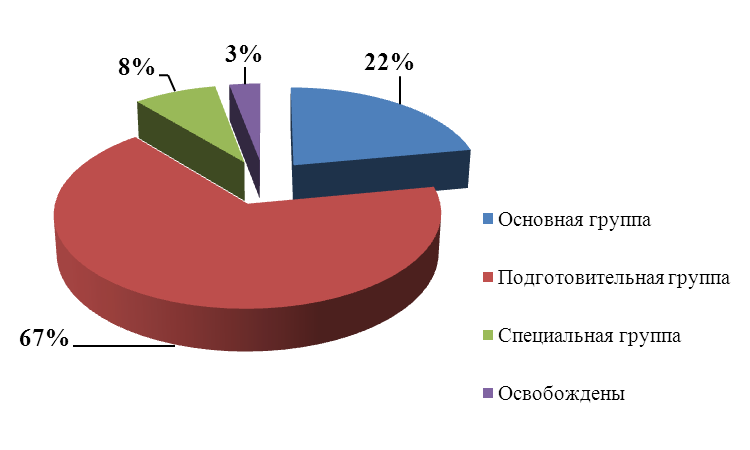 3%
8%
22%
67%
Основная группа
Подготовительная группа
Специальная группа
Освобождены